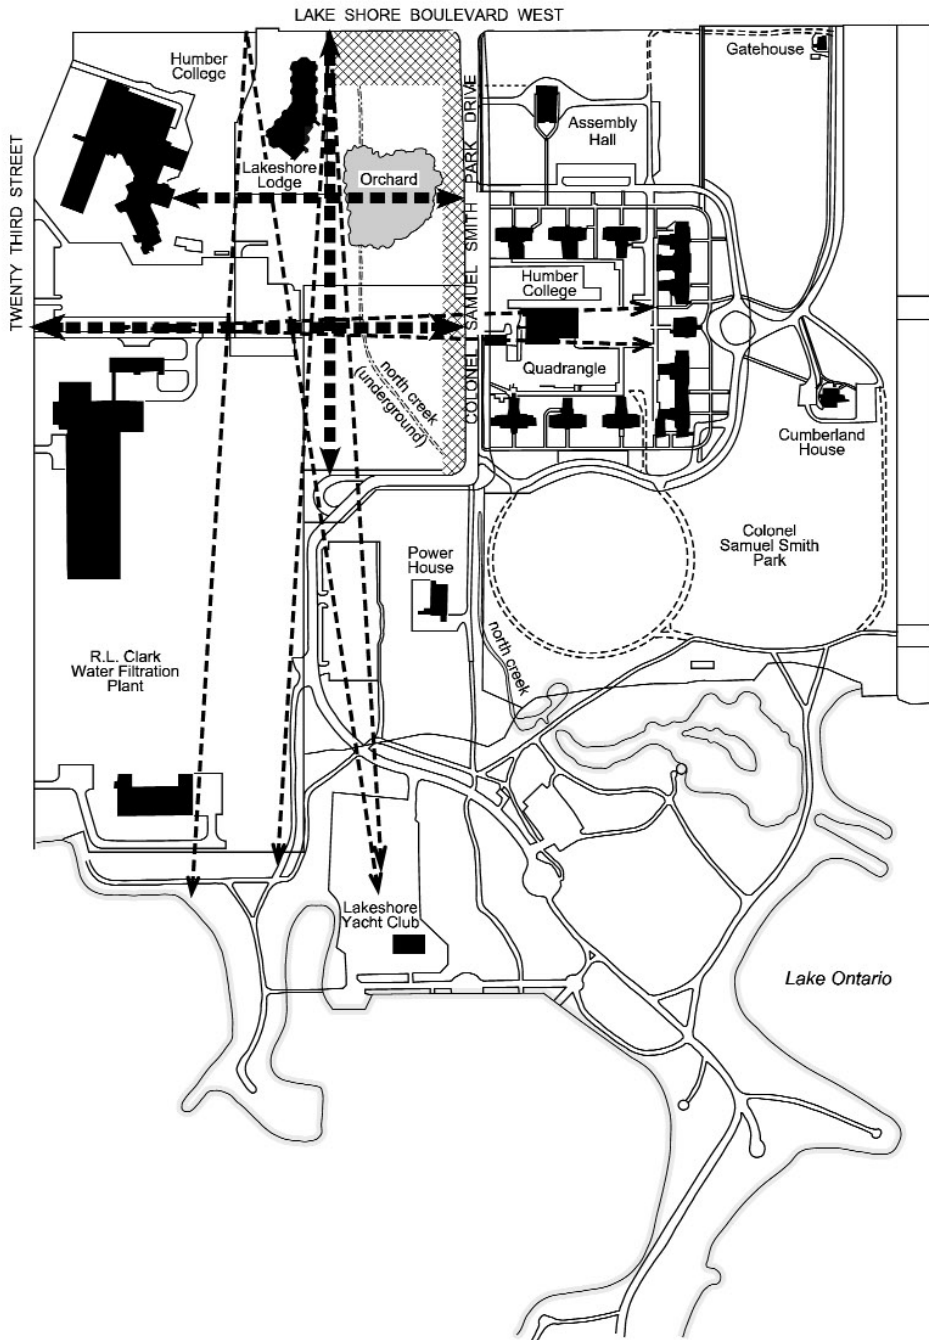 LAKE SHORE BOULEVARD WEST
Humber
College
Gatehouse
TWENTY THIRD STREET
COLONEL SAMUEL SMITH PARK DRIVE
Assembly
Hall
Lakeshore
Lodge
Orchard
Humber
College
Quadrangle
north creek
(underground)
Cumberland
House
Colonel
Samuel Smith
Park
Power
House
north creek
R.L. Clark
Water Filtration
Plant
Lakeshore
Yacht Club
Lake Ontario